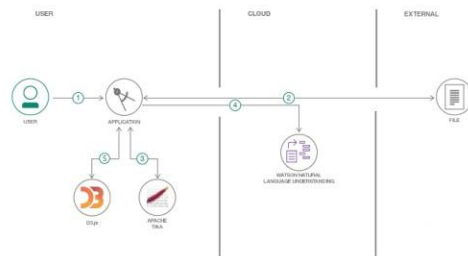 USER
CLOUD
EXTERNAL
1
2
4
USER
APPLICATION
FILE
5
3
WATSON NATURAL
LANGUAGE UNDERSTANDING
D3.js
APACHE
TIKA